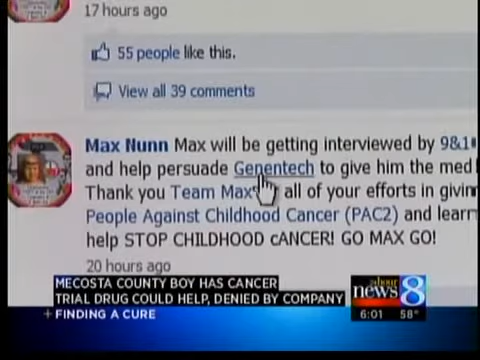 17 hours ago
55 people like this.
View all 39 comments
Max Nunn Max will be getting interviewed by 9&1
and help persuade Genentech to give him the med
Thank you Team Max all of your efforts in givin
People Against Childhood Cancer (PAC2) and learn
help STOP CHILDHOOD cANCER! GO MAX GO!
20 hours ago
MECOSTA COUNTY BOY HAS CANCER
TRIAL DRUG COULD HELP, DENIED BY COMPANY
+ FINDING A CURE
news 8
6:01 58°